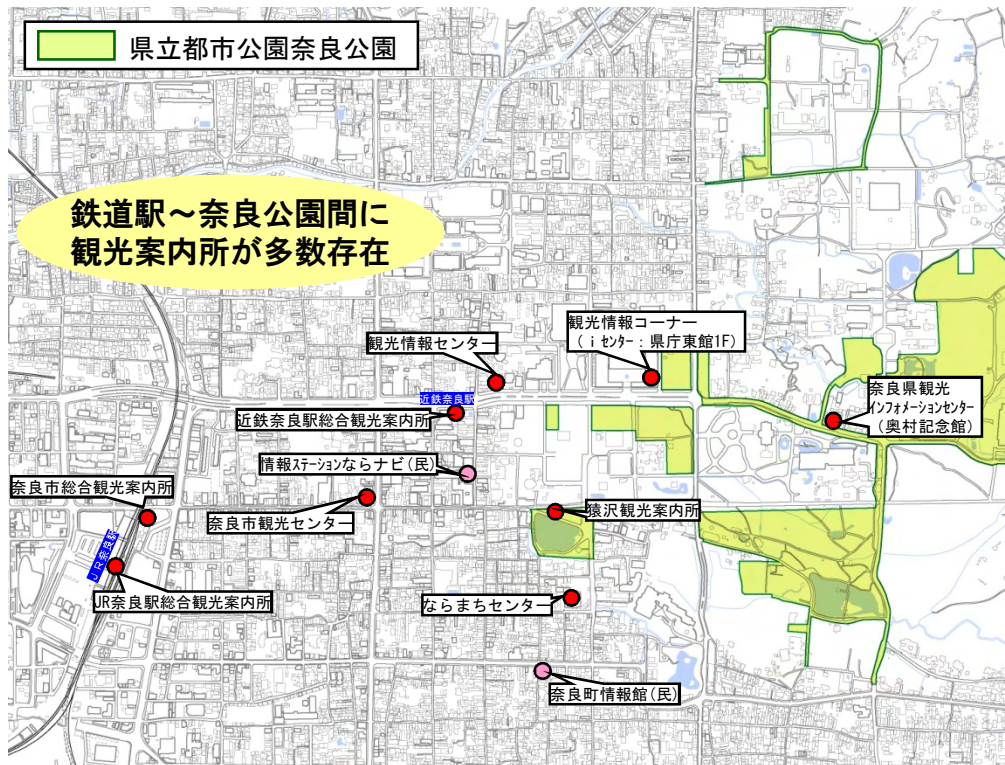 県立都市公園奈良公園
鉄道駅～奈良公園間に
観光案内所が多数存在
観光情報コーナー
（ｉセンター：県庁東館1F）
観光情報センター
奈良県観光
インフォメーションセンター
（奥村記念館）
近鉄奈良駅
近鉄奈良駅総合観光案内所
情報ステーションならナビ(民)
奈良市総合観光案内所
奈良市観光センター
猿沢観光案内所
ＪＲ奈良駅
JR奈良駅総合観光案内所
ならまちセンター
奈良町情報館(民)